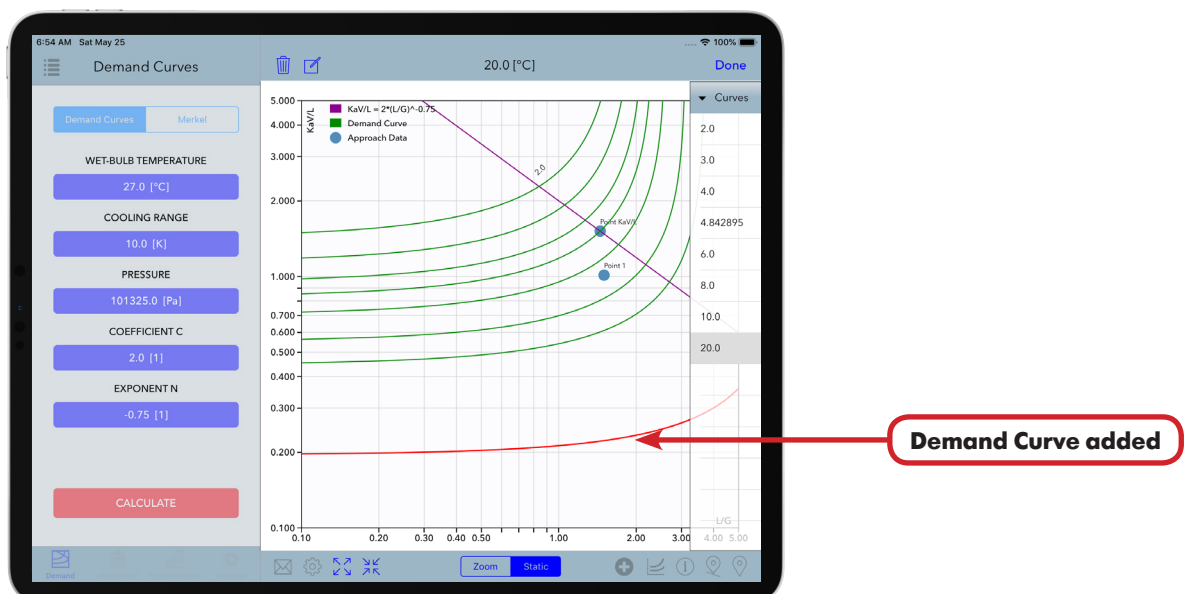 6:54 AM Sat May 25
100%
Demand Curves
20.0 [°C]
Done
Demand Curves
Merkel
WET-BULB TEMPERATURE
27.0 [°C]
COOLING RANGE
10.0 [K]
PRESSURE
101325.0 [Pa]
COEFFICIENT C
2.0 [1]
EXPONENT N
-0.75 [1]
CALCULATE
Demand
KaV/L
KaV/L = 2*(L/G)^-0.75
Demand Curve
Approach Data
5.000
4.000
3.000
2.000
1.000
0.700
0.600
0.500
0.400
0.300
0.200
0.100
2.0
Point KaV/L
Point 1
0.10
0.20
0.30
0.40
0.50
1.00
2.00
3.00
4.00
5.00
L/G
Curves
2.0
3.0
4.0
4.842895
6.0
8.0
10.0
20.0
Zoom
Static
Demand Curve added